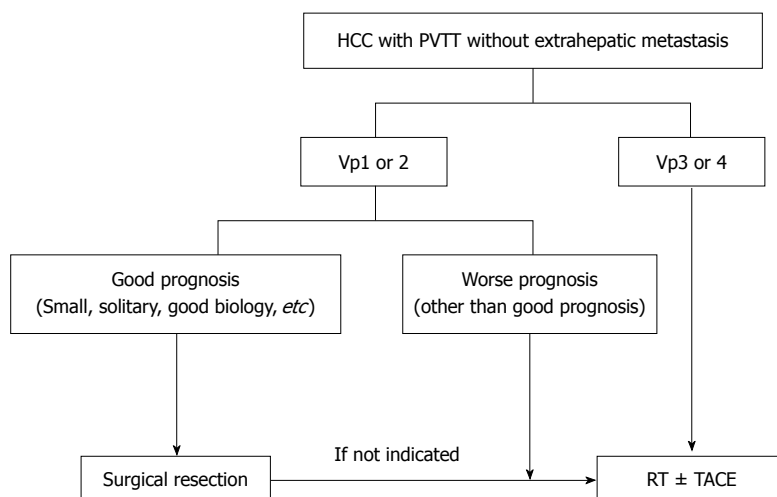 HCC with PVTT without extrahepatic metastasis
Vp1 or 2
Vp3 or 4
Good prognosis
(Small, solitary, good biology, etc)
Worse prognosis
(other than good prognosis)
If not indicated
Surgical resection
RT ± TACE